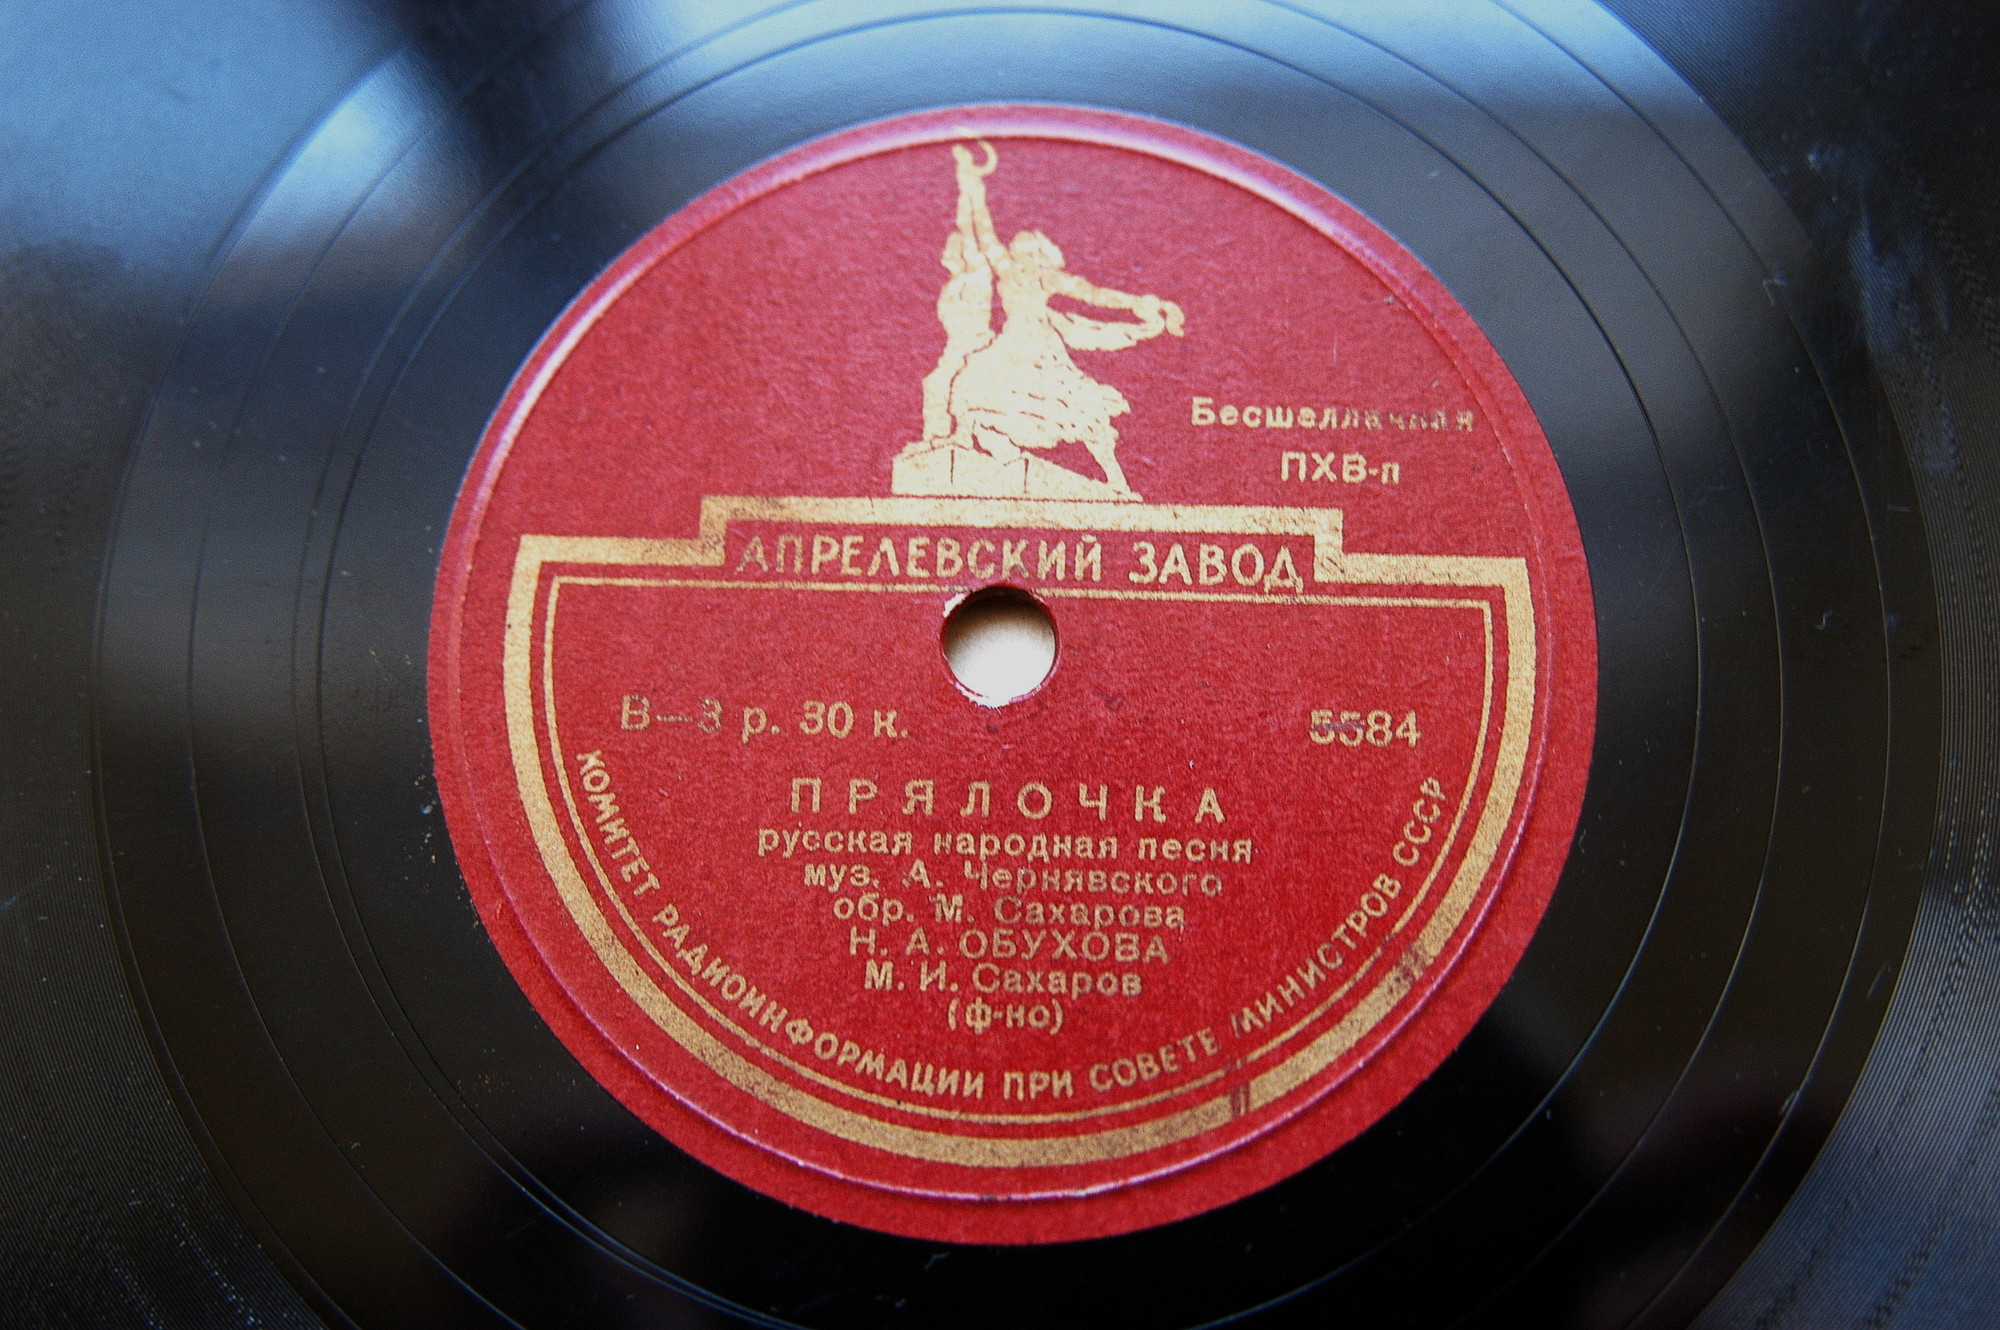 Бесшеллачная
ПХВ-п
АПРЕЛЕВСКИЙ ЗАВОД
В—3 р. 30 к.
5584
ПРЯЛОЧКА
русская народная песня
муз. А. Чернявского
обр. М. Сахарова
Н. А. ОБУХОВА
М. И. Сахаров
(ф-но)
КОМИТЕТ РАДИОИНФОРМАЦИИ ПРИ СОВЕТЕ МИНИСТРОВ СССР